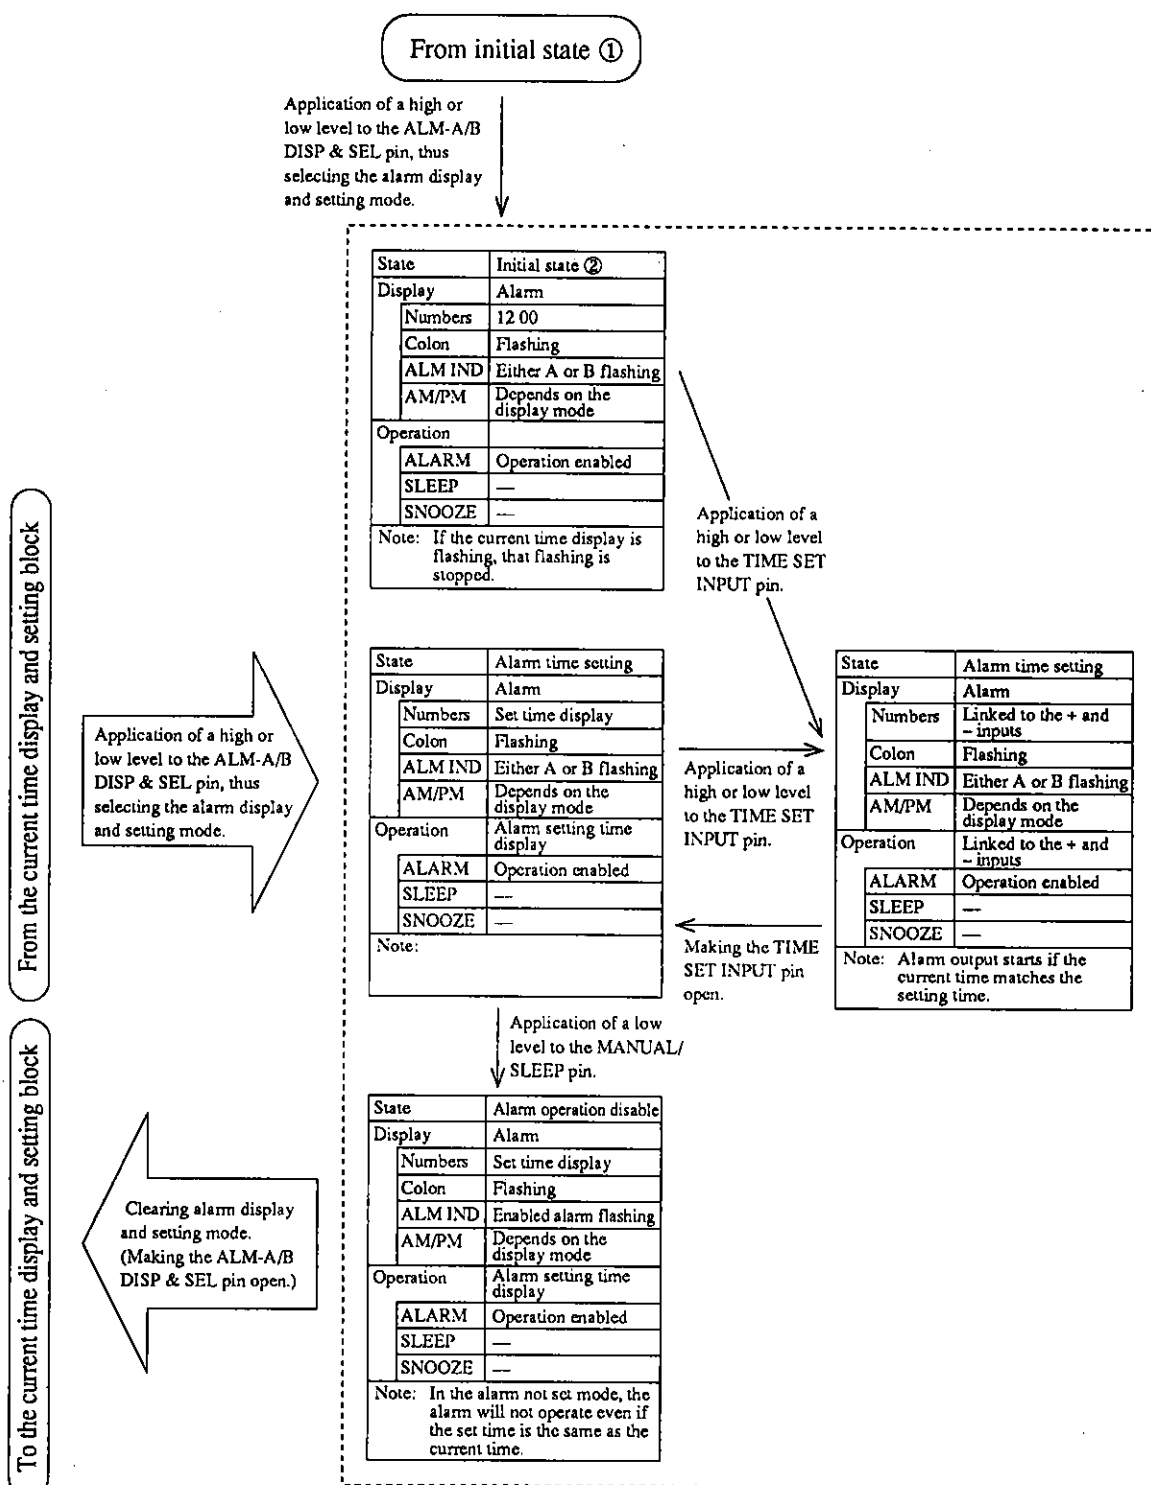 From initial state ①
Application of a high or
low level to the ALM-A/B
DISP & SEL pin, thus
selecting the alarm display
and setting mode.
State Initial state ②
Display Alarm
Numbers 12 00
Colon Flashing
ALM IND Either A or B flashing
AM/PM Depends on the
display mode
Operation
ALARM Operation enabled
SLEEP —
SNOOZE —
Note: If the current time display is
flashing, that flashing is
stopped.
Application of a
high or low level
to the TIME SET
INPUT pin.
From the current time display and setting block
Application of a high or
low level to the ALM-A/B
DISP & SEL pin, thus
selecting the alarm display
and setting mode.
State Alarm time setting
Display Alarm
Numbers Set time display
Colon Flashing
ALM IND Either A or B flashing
AM/PM Depends on the
display mode
Operation Alarm setting time
display
ALARM Operation enabled
SLEEP —
SNOOZE —
Note:
Application of a
high or low level
to the TIME SET
INPUT pin.
Making the TIME
SET INPUT pin
open.
State Alarm time setting
Display Alarm
Numbers Linked to the + and
– inputs
Colon Flashing
ALM IND Either A or B flashing
AM/PM Depends on the
display mode
Operation Linked to the + and
– inputs
ALARM Operation enabled
SLEEP —
SNOOZE —
Note: Alarm output starts if the
current time matches the
setting time.
Application of a low
level to the MANUAL/
SLEEP pin.
To the current time display and setting block
Clearing alarm display
and setting mode.
(Making the ALM-A/B
DISP & SEL pin open.)
State Alarm operation disable
Display Alarm
Numbers Set time display
Colon Flashing
ALM IND Enabled alarm flashing
AM/PM Depends on the
display mode
Operation Alarm setting time
display
ALARM Operation enabled
SLEEP —
SNOOZE —
Note: In the alarm not set mode, the
alarm will not operate even if
the set time is the same as the
current time.